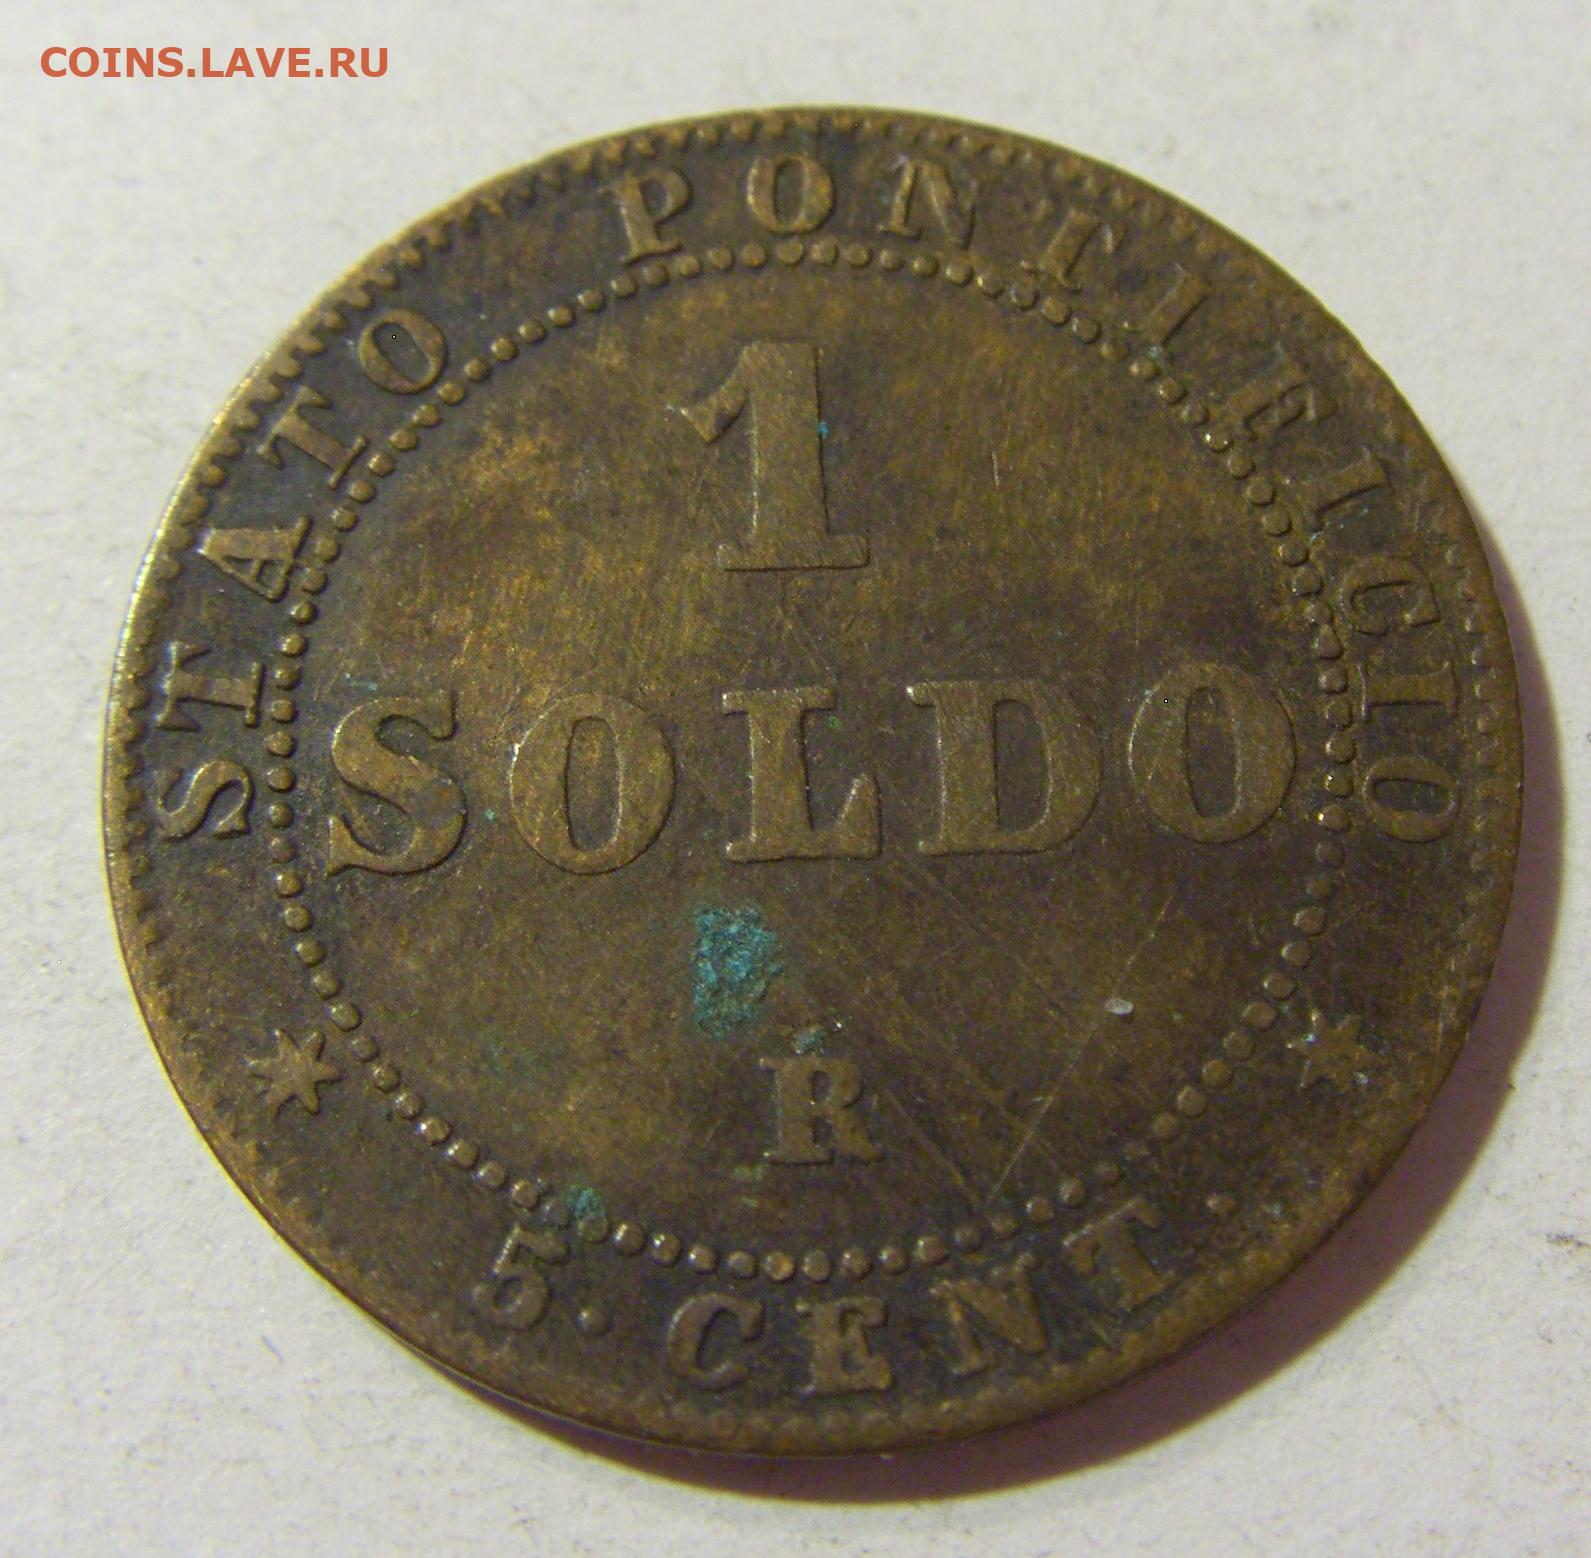 COINS.LAVE.RU
STATO PONTIFICIO
1
SOLDO
R
5. CENT.